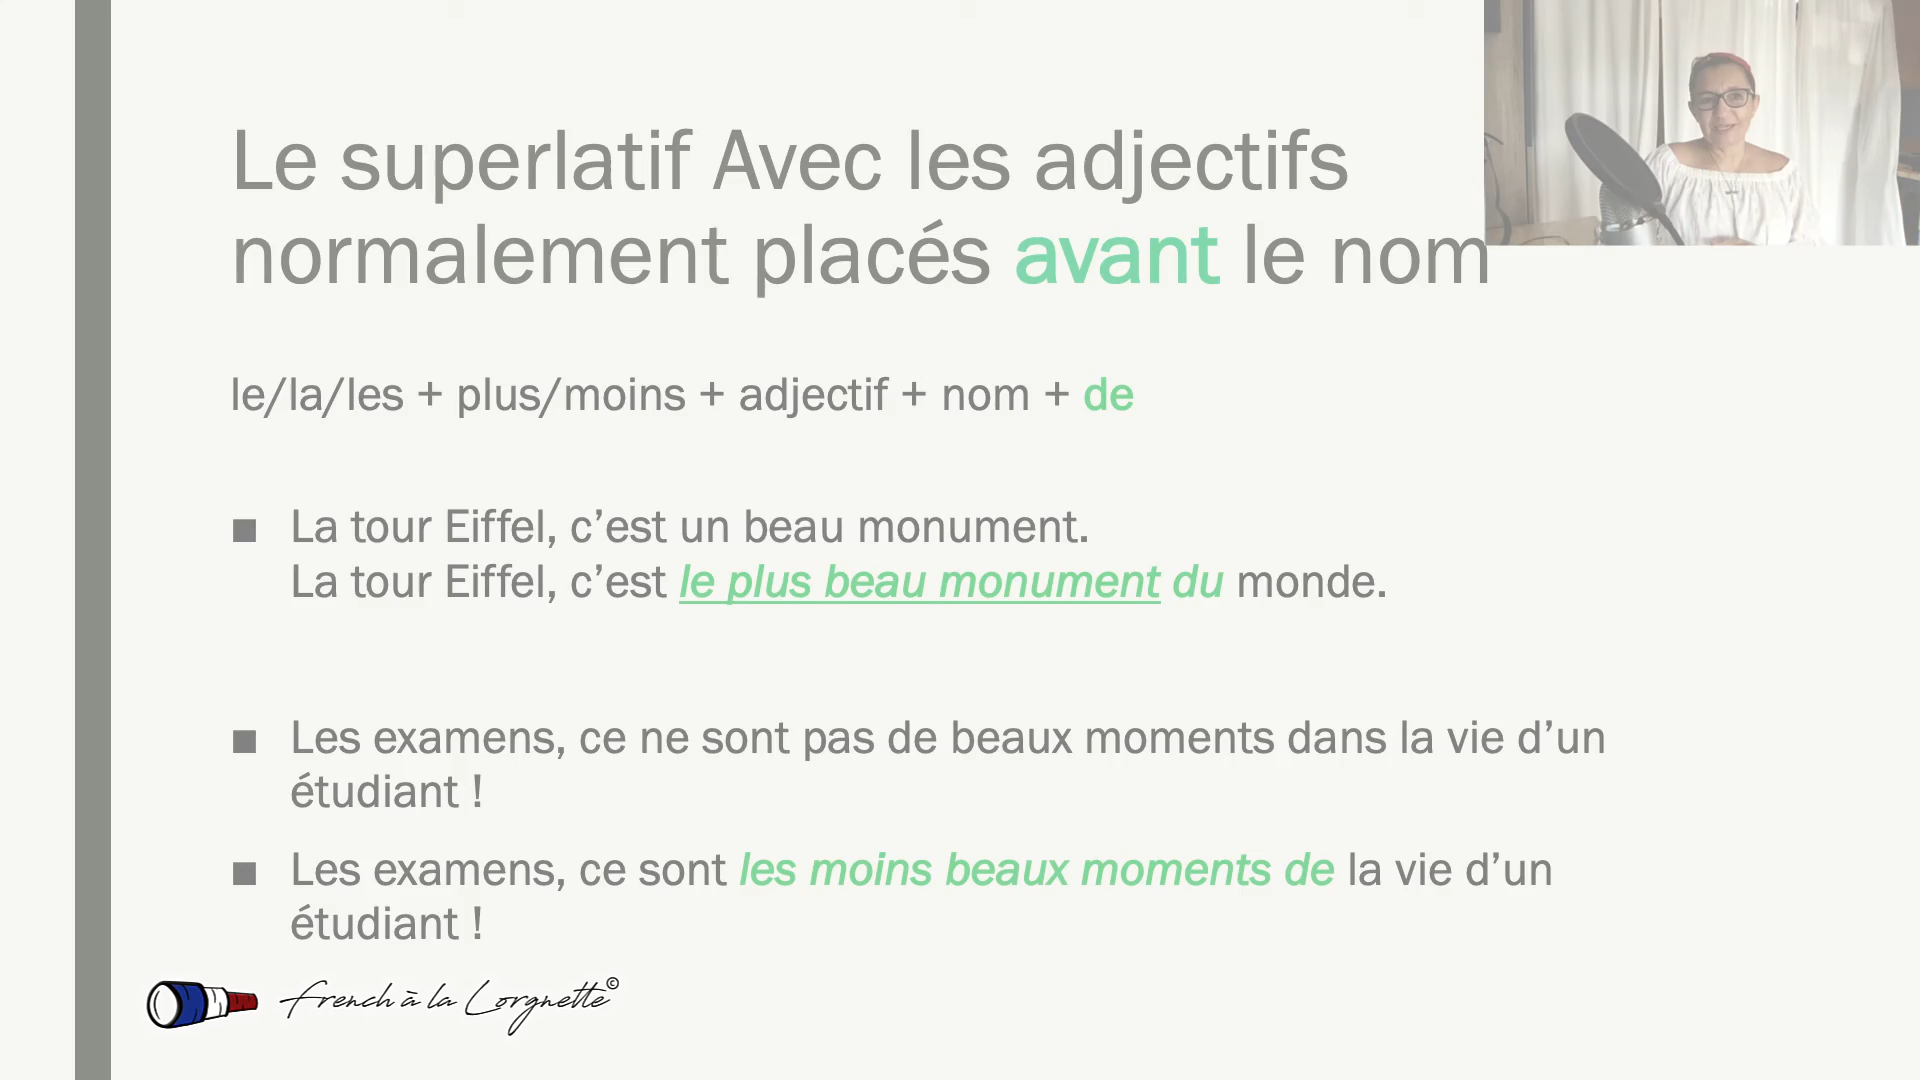 Le superlatif Avec les adjectifs
normalement placés avant le nom
le/la/les + plus/moins + adjectif + nom + de
■ La tour Eiffel, c’est un beau monument.
La tour Eiffel, c’est le plus beau monument du monde.
■ Les examens, ce ne sont pas de beaux moments dans la vie d’un
étudiant !
■ Les examens, ce sont les moins beaux moments de la vie d’un
étudiant !
French à la Lorgnette©